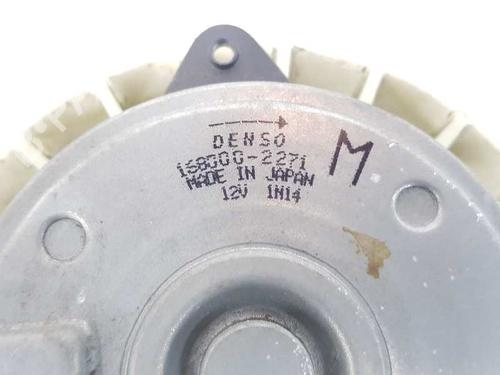 DENSO
168000-2271 M
MADE IN JAPAN
12V 1N14